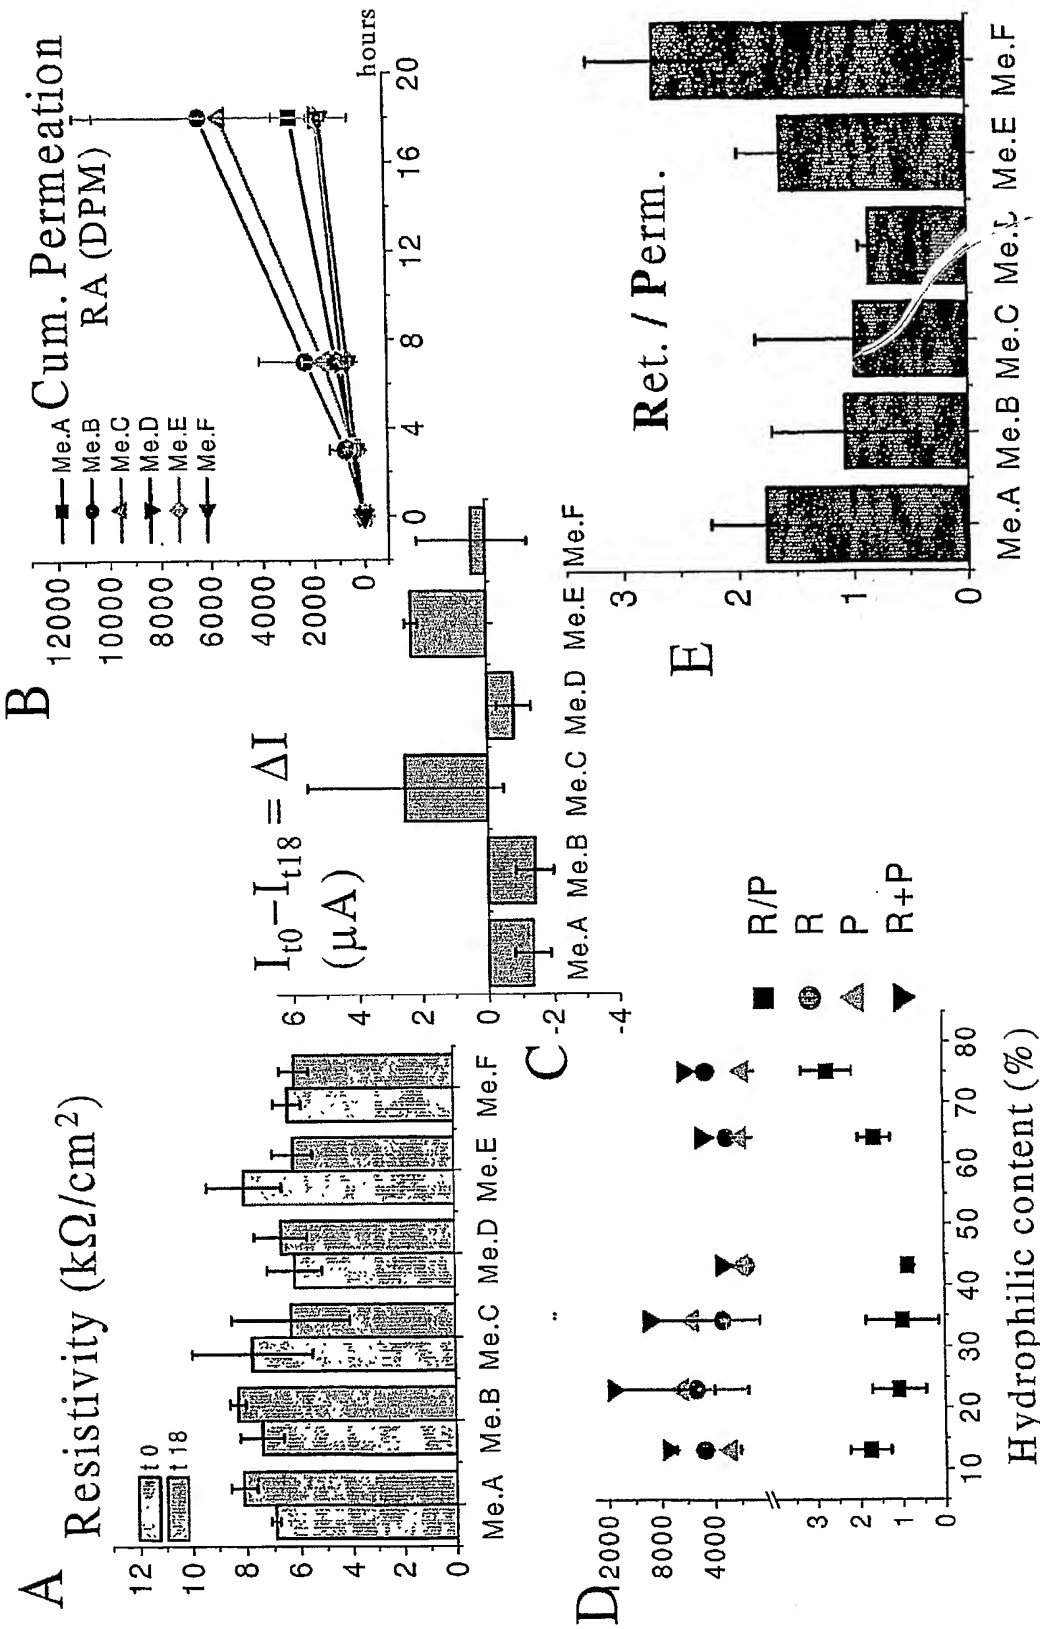 A
Resistivity (kΩ/cm²)
t 0
t 18
12
10
8
6
4
2
0
Me.A Me.B Me.C Me.D Me.E Me.F
B
Cum. Permeation
RA (DPM)
Me.A
Me.B
Me.C
Me.D
Me.E
Me.F
12000
10000
8000
6000
4000
2000
0
0 4 8 12 16 20
hours
C
It0−It18 = ΔI
(μA)
6
4
2
0
-2
-4
Me.A Me.B Me.C Me.D Me.E Me.F
D
12000
8000
4000
3
2
1
0
10 20 30 40 50 60 70 80
Hydrophilic content (%)
R/P
R
P
R+P
E
Ret. / Perm.
3
2
1
0
Me.A Me.B Me.C Me. Me.E Me.F